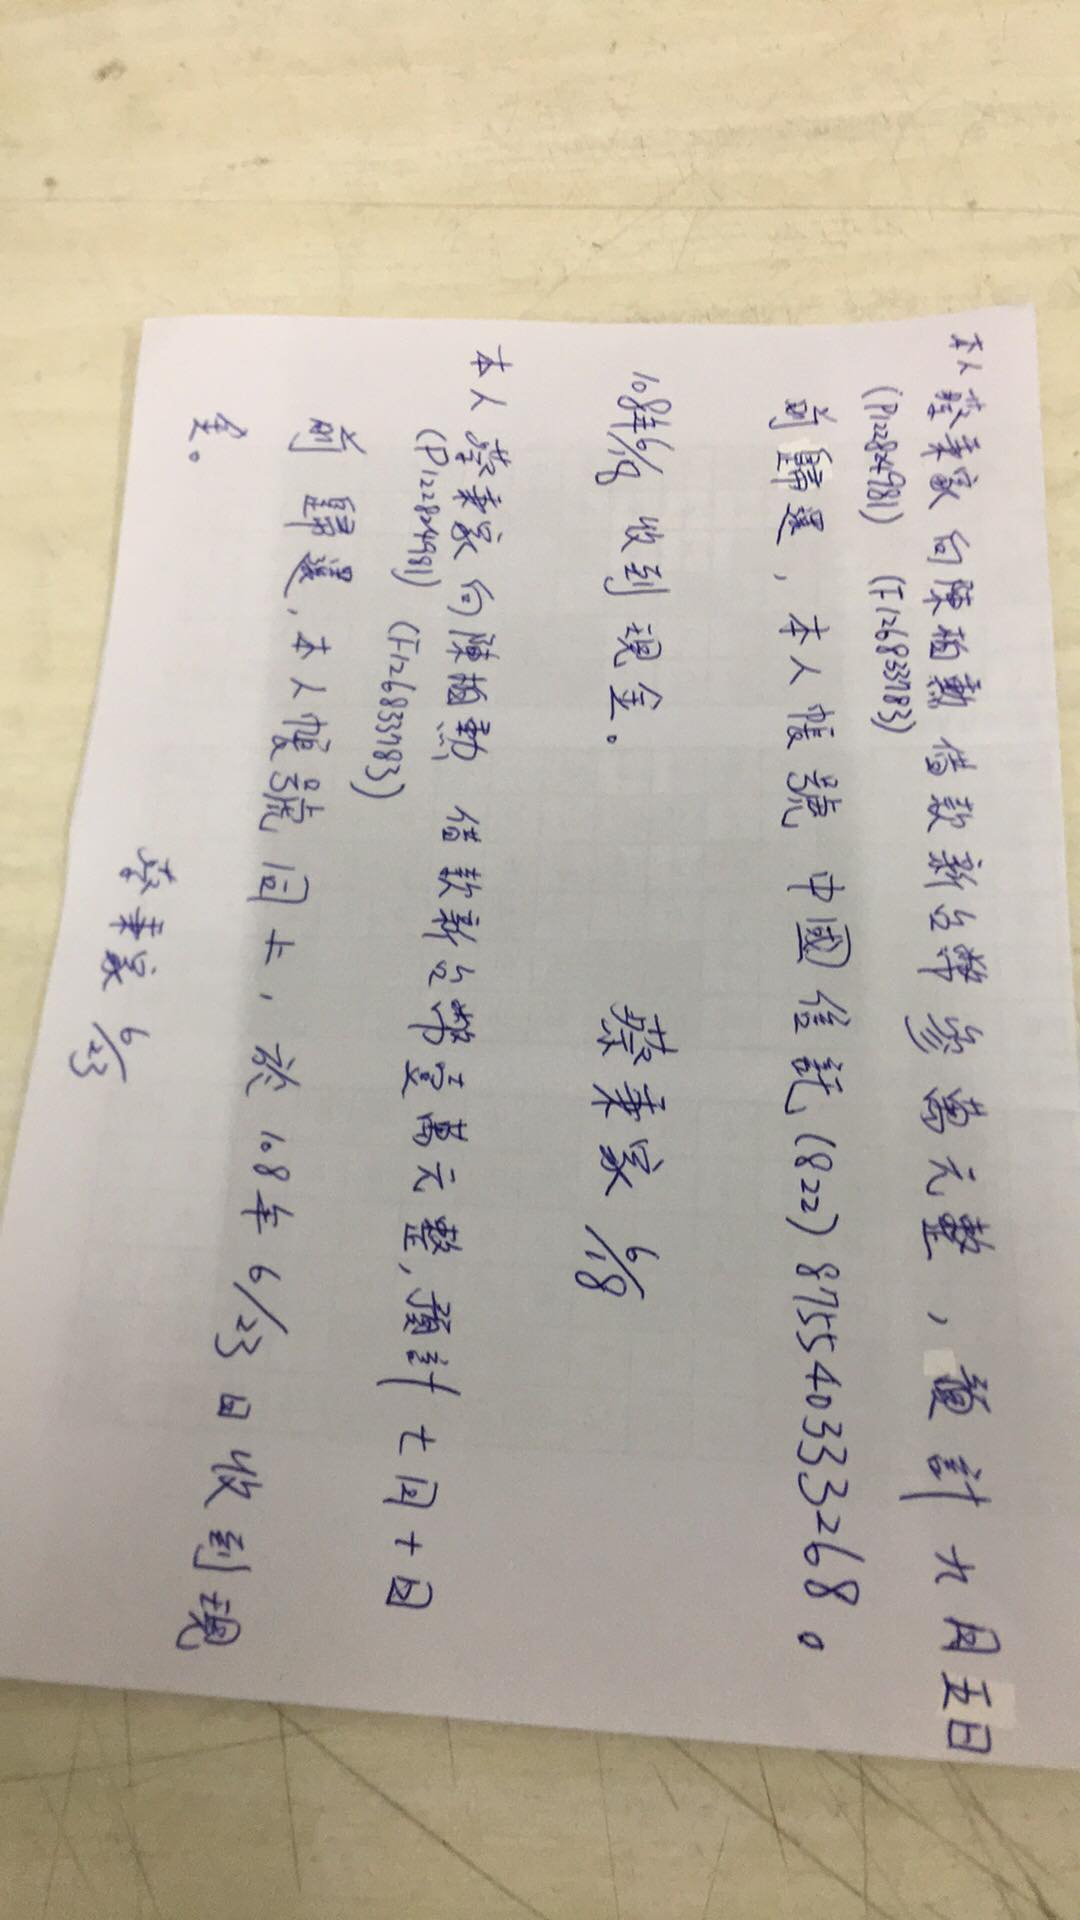 本人蔡秉家向陳柏勳借款新台幣參萬元整，預計七月五日
(P122824981) (F126833783)
前歸還，本人帳號中國信託(822)875540333268。
108年6/18 收到現金。 蔡秉家 6/18
本人蔡秉家向陳柏勳借款新台幣壹萬元整，預計七月十日
(P122824981) (F126833783)
前歸還，本人帳號同上，於108年6/23日收到現
金。
蔡秉家 6/23